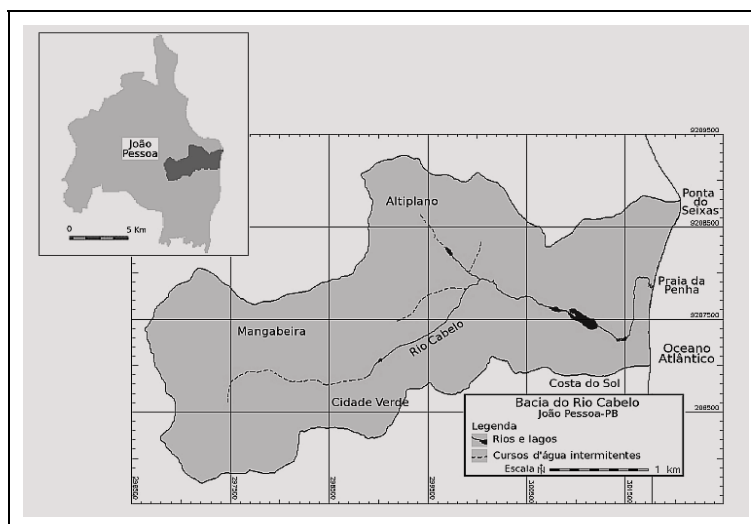 João
Pessoa
0 5 Km
Altiplano
Ponta
do
Seixas
Praia da
Penha
Mangabeira
Rio Cabelo
Oceano
Atlântico
Costa do Sol
Cidade Verde
Bacia do Rio Cabelo
João Pessoa-PB
Legenda
Rios e lagos
Cursos d'água intermitentes
Escala N 1 km
9289500
9288500
9287500
297500